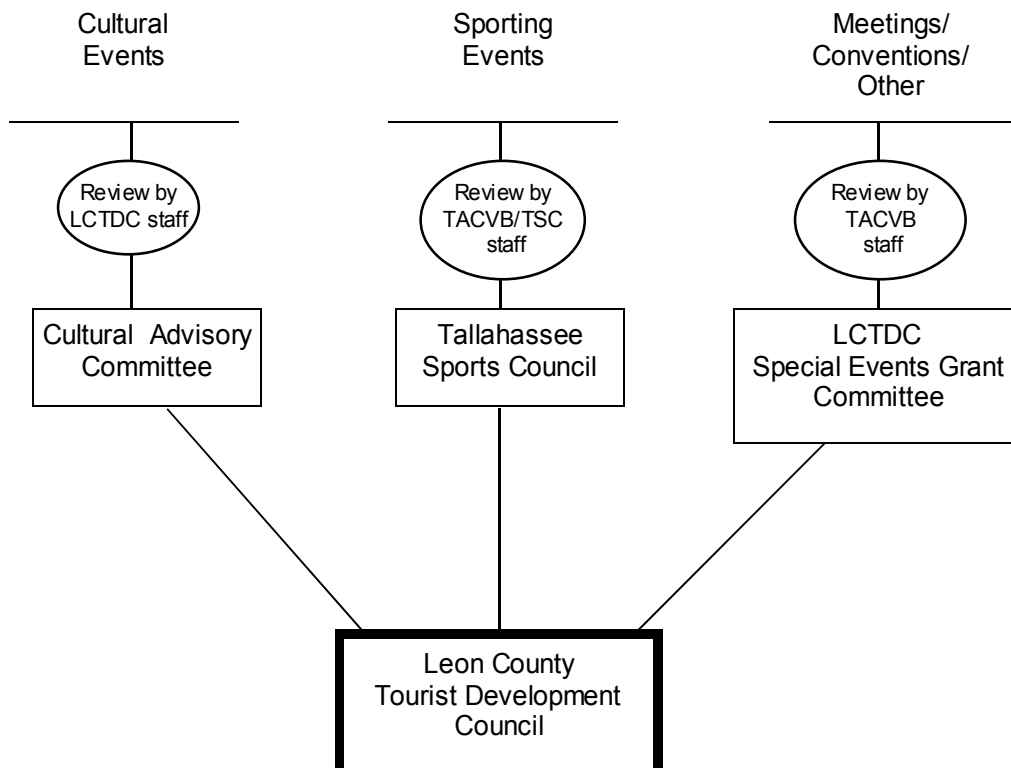 Cultural
Events
Sporting
Events
Meetings/
Conventions/
Other
Review by
LCTDC staff
Review by
TACVB/TSC
staff
Review by
TACVB
staff
Cultural Advisory
Committee
Tallahassee
Sports Council
LCTDC
Special Events Grant
Committee
Leon County
Tourist Development
Council